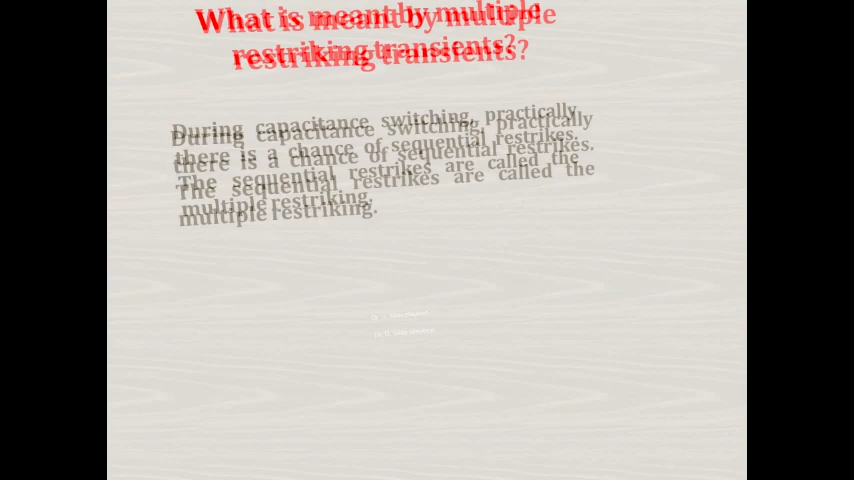 What is meant by multiple
restriking transients?
During capacitance switching, practically
there is a chance of sequential restrikes.
The sequential restrikes are called the
multiple restriking.